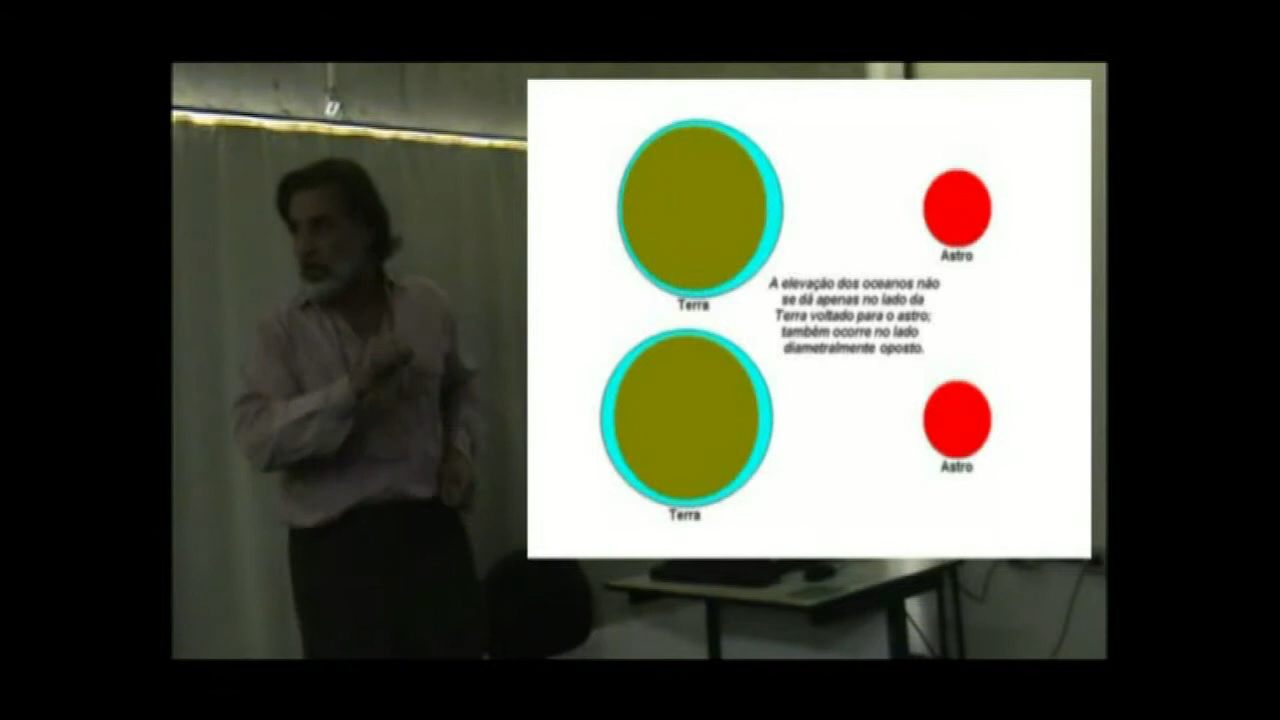 Astro
Terra
A elevação dos oceanos não
se dá apenas no lado da
Terra voltado para o astro;
também ocorre no lado
diametralmente oposto.
Astro
Terra